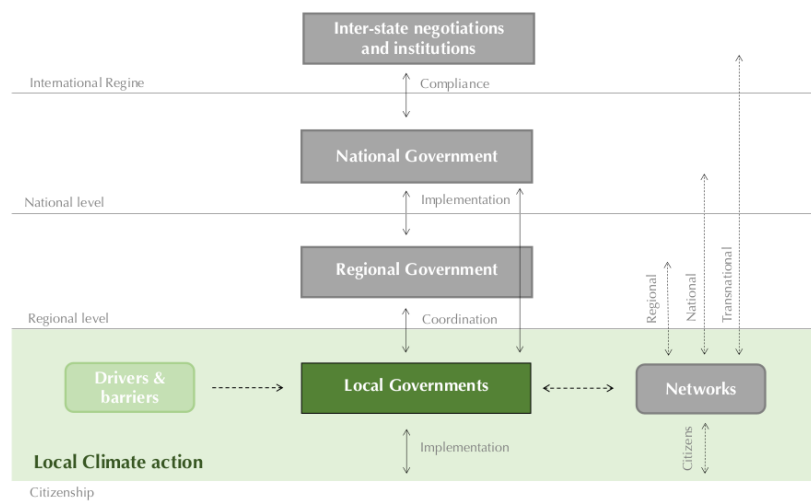 Inter-state negotiations
and institutions
International Regine
Compliance
National Government
National level
Implementation
Regional Government
Regional
National
Transnational
Regional level
Coordination
Drivers &
barriers
Local Governments
Networks
Local Climate action
Implementation
Citizens
Citizenship